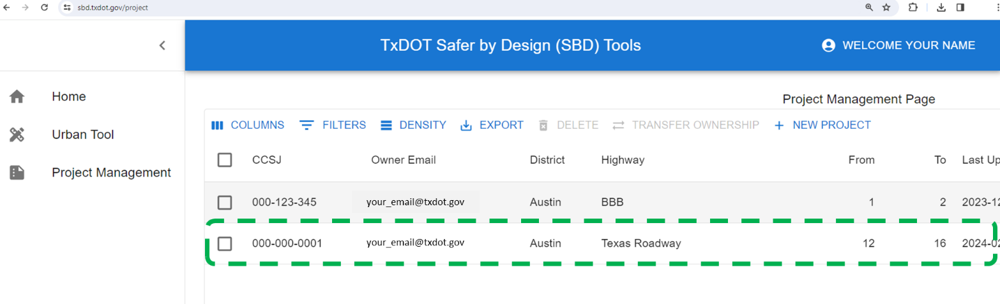 sbd.txdot.gov/project
TxDOT Safer by Design (SBD) Tools
WELCOME YOUR NAME
Home
Urban Tool
Project Management
Project Management Page
COLUMNS FILTERS DENSITY EXPORT DELETE TRANSFER OWNERSHIP + NEW PROJECT
CCSJ Owner Email District Highway From To Last Up
000-123-345 your_email@txdot.gov Austin BBB 1 2 2023-12
000-000-0001 your_email@txdot.gov Austin Texas Roadway 12 16 2024-02